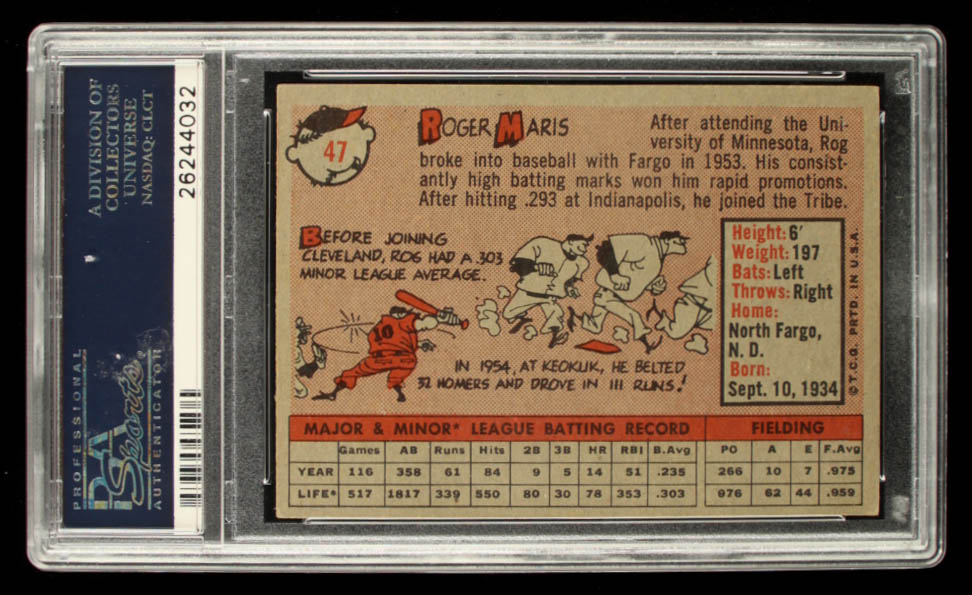 A DIVISION OF
COLLECTORS
UNIVERSE
NASDAQ: CLCT
26244032
PROFESSIONAL
PSA
Sports
AUTHENTICATOR
47
ROGER MARIS
After attending the Uni-
versity of Minnesota, Rog
broke into baseball with Fargo in 1953. His consist-
antly high batting marks won him rapid promotions.
After hitting .293 at Indianapolis, he joined the Tribe.
BEFORE JOINING
CLEVELAND, ROG HAD A .303
MINOR LEAGUE AVERAGE.
10
IN 1954, AT KEOKUK, HE BELTED
32 HOMERS AND DROVE IN 111 RUNS!
Height: 6'
Weight: 197
Bats: Left
Throws: Right
Home:
North Fargo,
N. D.
Born:
Sept. 10, 1934
© T.C.G. PRTD. IN U.S.A.
MAJOR & MINOR* LEAGUE BATTING RECORD FIELDING
Games AB Runs Hits 2B 3B HR RBI B.Avg PO A E F.Avg
YEAR 116 358 61 84 9 5 14 51 .235 266 10 7 .975
LIFE* 517 1817 339 550 80 30 78 353 .303 976 62 44 .959